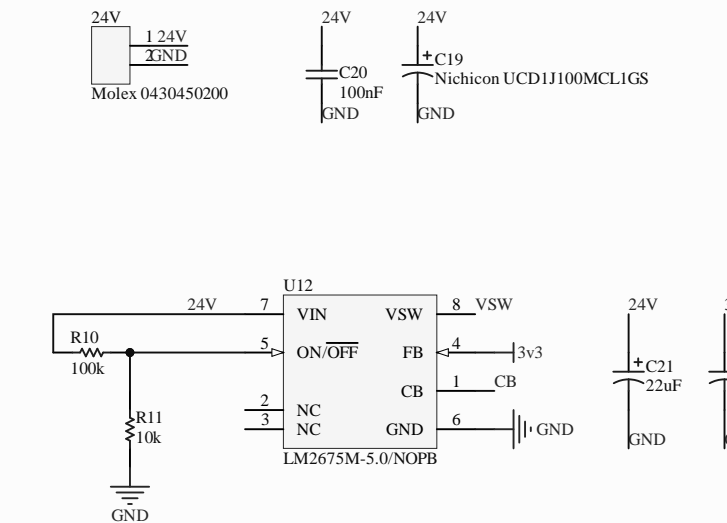 24V
1 24V
2 GND
Molex 0430450200
24V
C20
100nF
GND
24V
+ C19
Nichicon UCD1J100MCL1GS
GND
U12
24V
7 VIN
VSW 8 VSW
R10
100k
5 ON/OFF
FB 4 3v3
CB 1 CB
2 NC
3 NC
GND 6 GND
LM2675M-5.0/NOPB
R11
10k
GND
24V
+ C21
22uF
GND